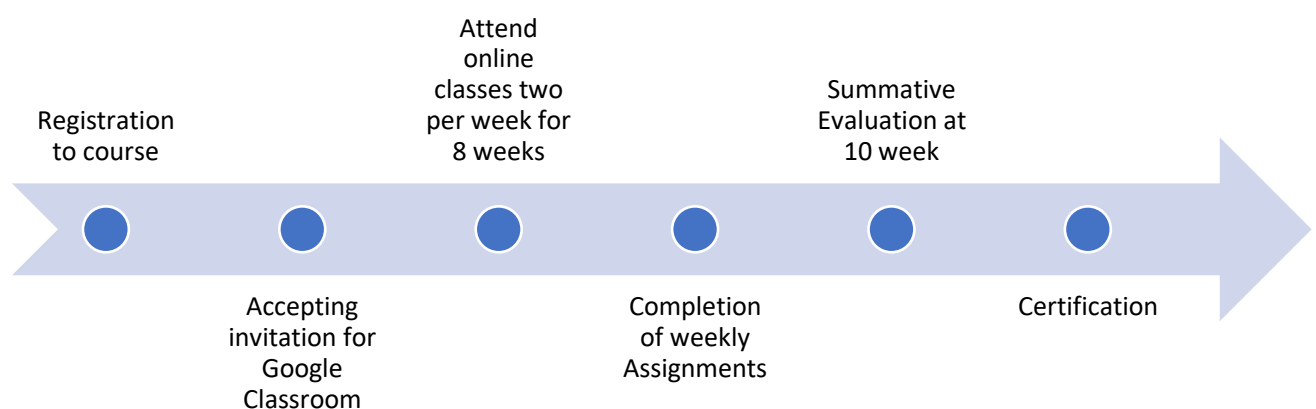 Registration
to course
Accepting
invitation for
Google
Classroom
Attend
online
classes two
per week for
8 weeks
Completion
of weekly
Assignments
Summative
Evaluation at
10 week
Certification